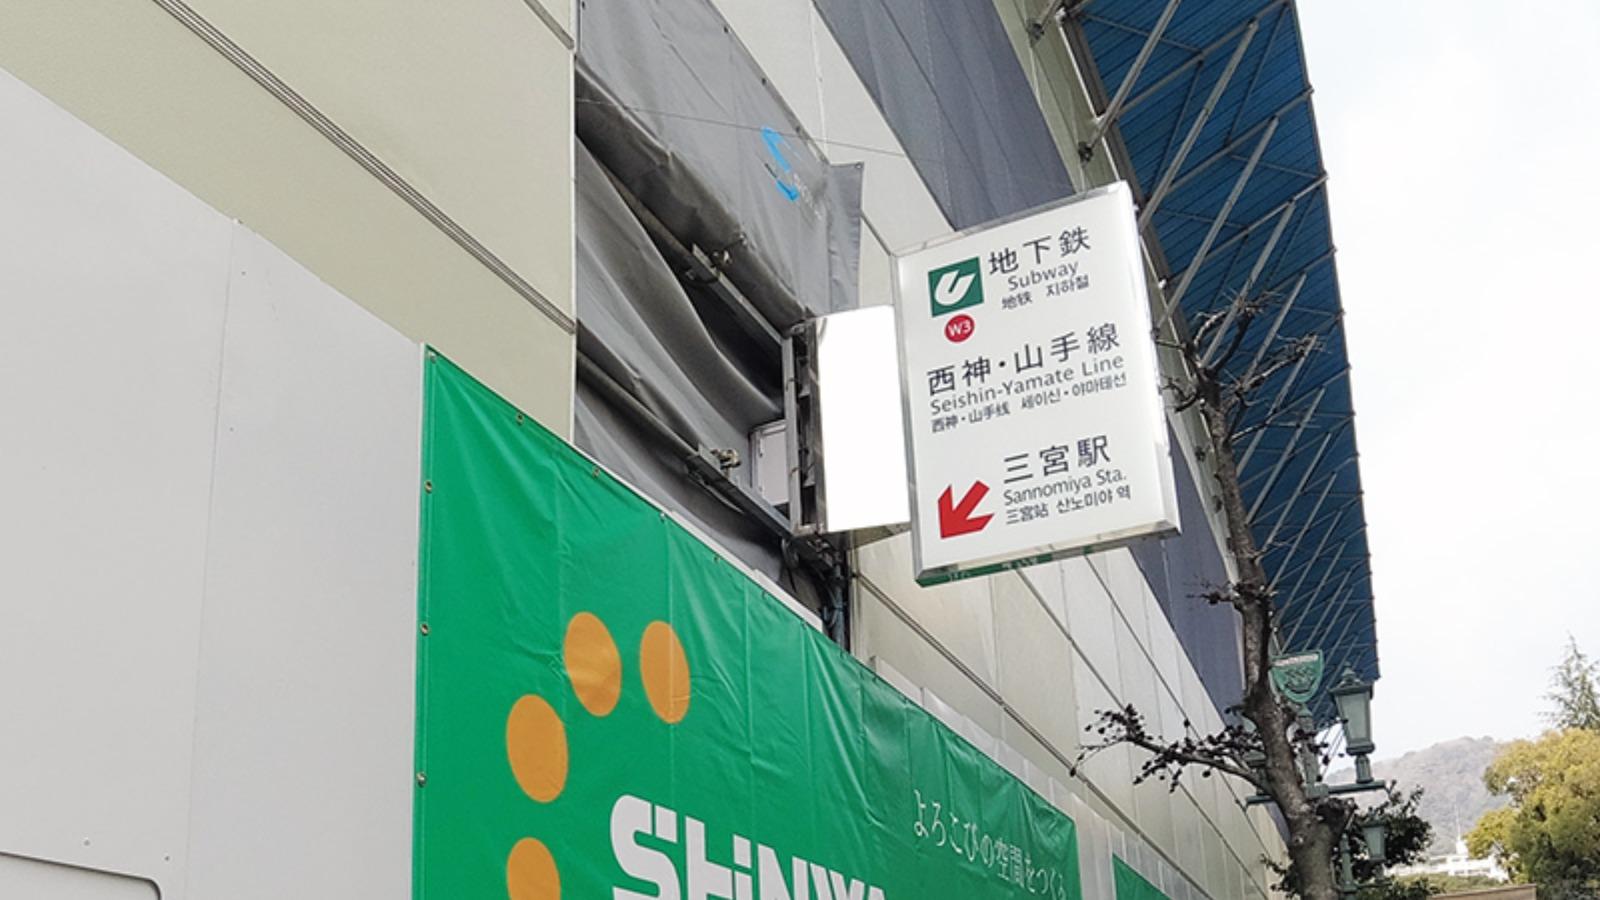 地下鉄
Subway
地铁 지하철
W3
西神・山手線
Seishin-Yamate Line
西神・山手线 세이신・야마테선
三宮駅
Sannomiya Sta.
三宫站 산노미야 역
よろこびの空間をつくる
SHiNWA